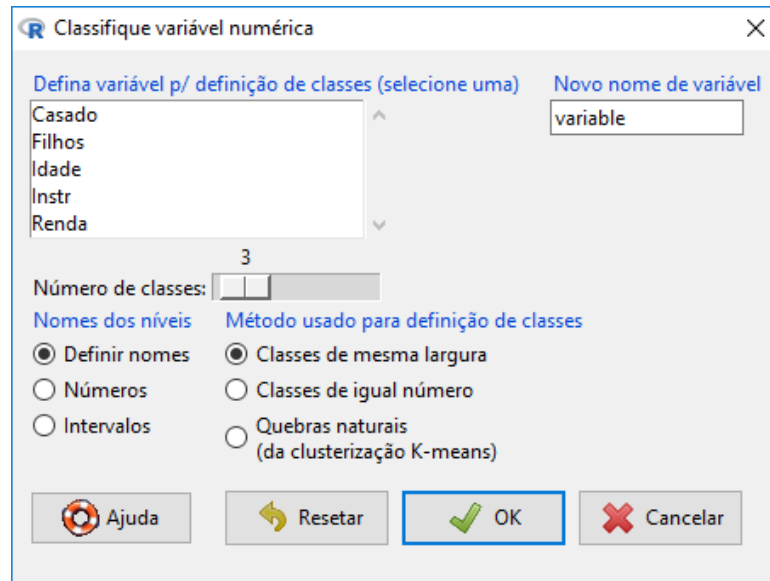 Classifique variável numérica
Defina variável p/ definição de classes (selecione uma)
Novo nome de variável
Casado
Filhos
Idade
Instr
Renda
variable
3
Número de classes:
Nomes dos níveis
Definir nomes
Números
Intervalos
Método usado para definição de classes
Classes de mesma largura
Classes de igual número
Quebras naturais
(da clusterização K-means)
Ajuda
Resetar
OK
Cancelar